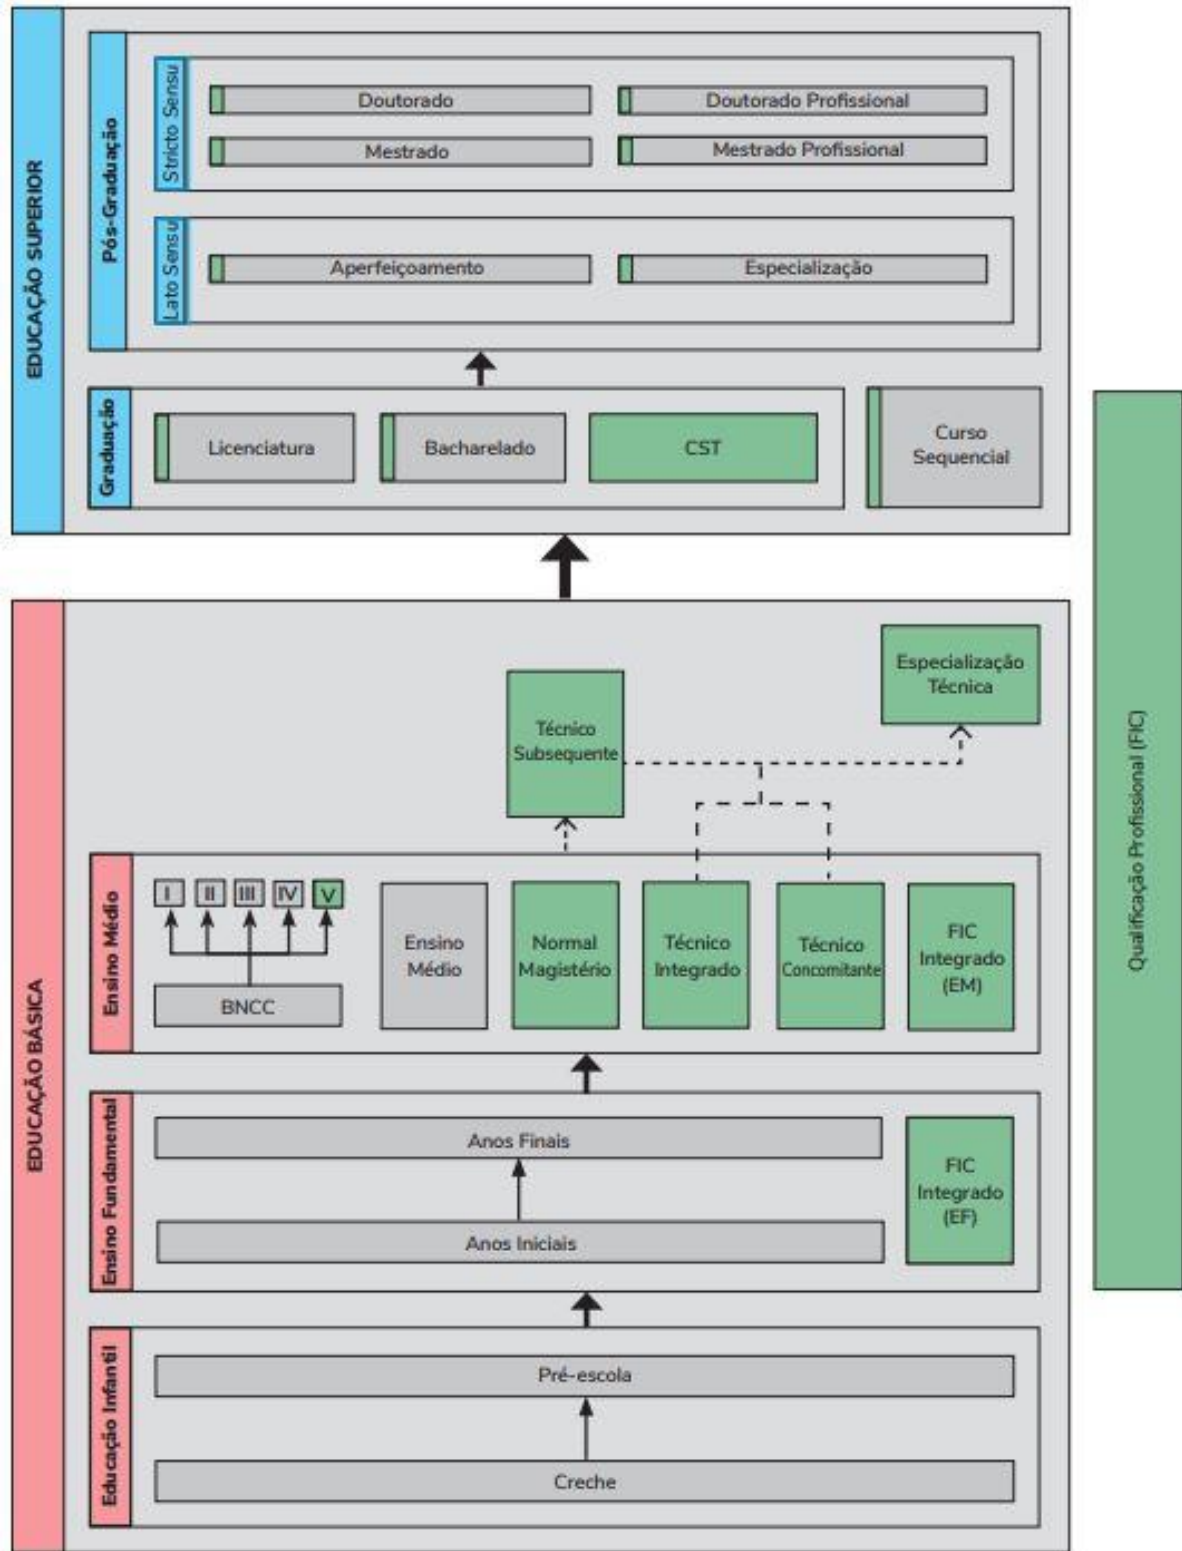 EDUCAÇÃO SUPERIOR
Pós-Graduação
Stricto Sensu
Doutorado
Doutorado Profissional
Mestrado
Mestrado Profissional
Lato Sensu
Aperfeiçoamento
Especialização
Graduação
Licenciatura
Bacharelado
CST
Curso
Sequencial
EDUCAÇÃO BÁSICA
Especialização
Técnica
Técnico
Subsequente
Ensino Médio
I
II
III
IV
V
BNCC
Ensino
Médio
Normal
Magistério
Técnico
Integrado
Técnico
Concomitante
FIC
Integrado
(EM)
Ensino Fundamental
Anos Finais
Anos Iniciais
FIC
Integrado
(EF)
Educação Infantil
Pré-escola
Creche
Qualificação Profissional (FIC)